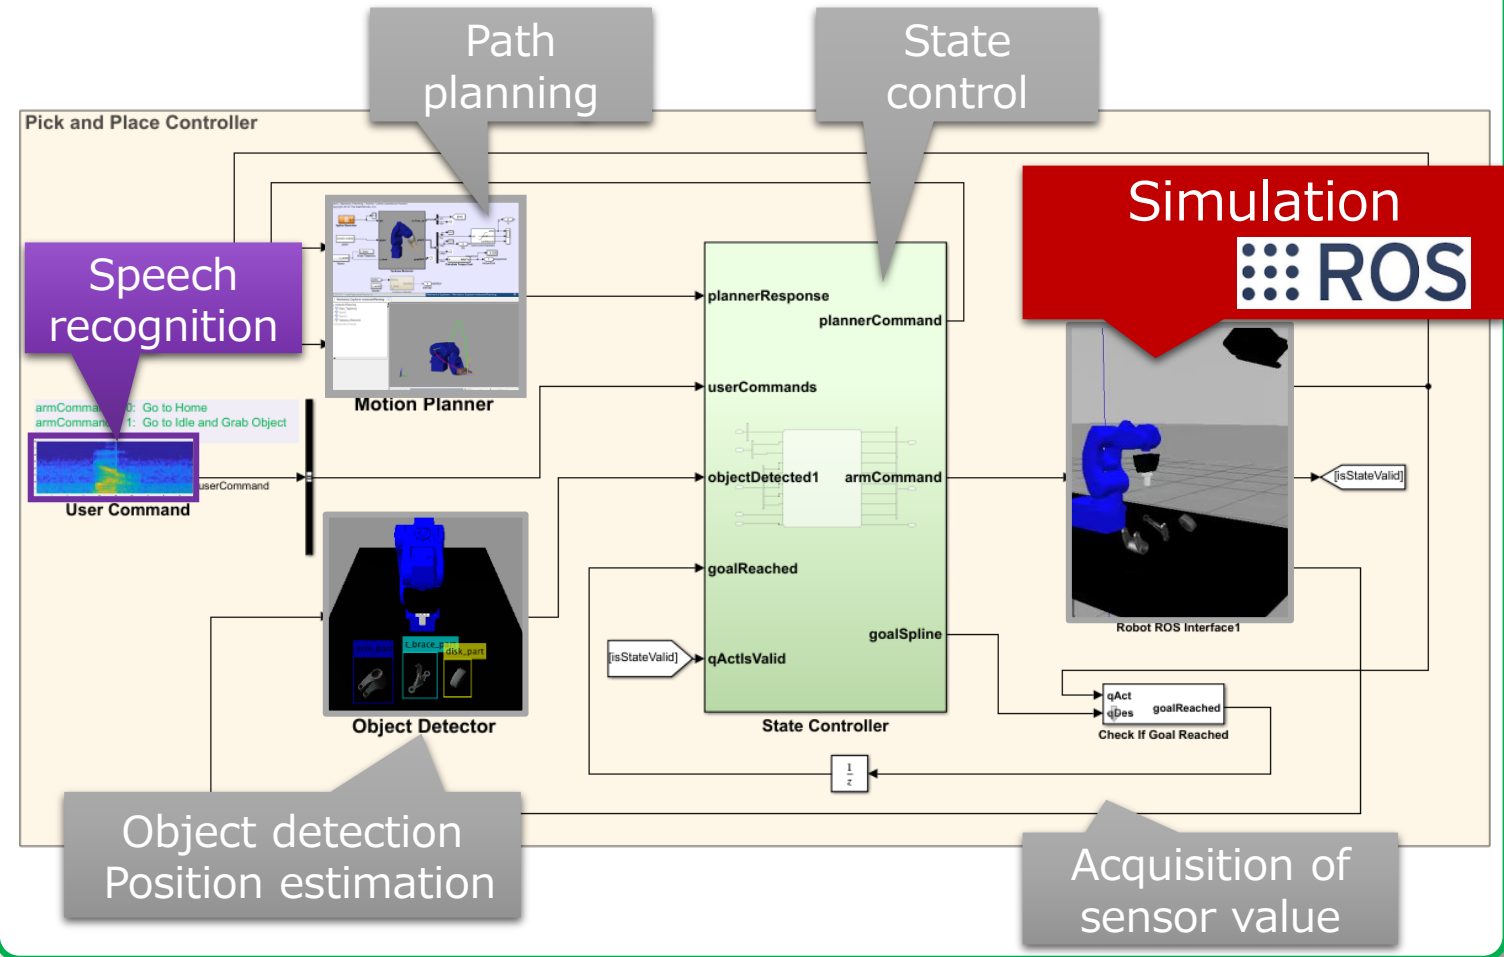 Path
planning
State
control
Pick and Place Controller
Simulation
ROS
Speech
recognition
plannerResponse
plannerCommand
userCommands
Motion Planner
0: Go to Home
1: Go to Idle and Grab Object
userCommand
User Command
objectDetected1
armCommand
[isStateValid]
goalReached
t_brace_part
disk_part
goalSpline
Robot ROS Interface1
[isStateValid]
qActIsValid
qAct
qDes
goalReached
Check If Goal Reached
Object Detector
State Controller
1
z
Object detection
Position estimation
Acquisition of
sensor value